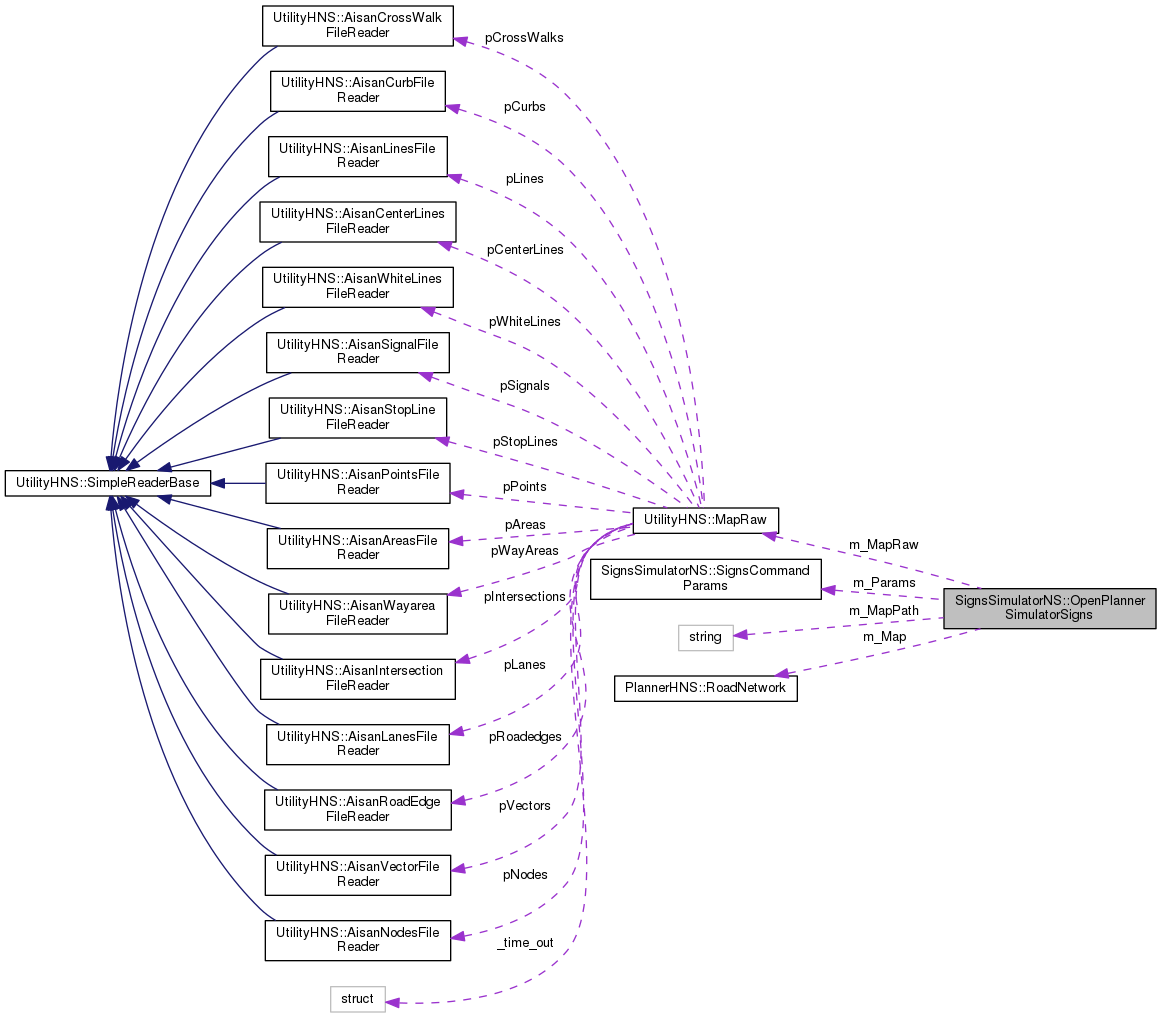 UtilityHNS::AisanCrossWalk
FileReader
pCrossWalks
UtilityHNS::AisanCurbFile
Reader
pCurbs
UtilityHNS::AisanLinesFile
Reader
pLines
UtilityHNS::AisanCenterLines
FileReader
pCenterLines
UtilityHNS::AisanWhiteLines
FileReader
pWhiteLines
UtilityHNS::AisanSignalFile
Reader
pSignals
UtilityHNS::AisanStopLine
FileReader
pStopLines
UtilityHNS::SimpleReaderBase
UtilityHNS::AisanPointsFile
Reader
pPoints
UtilityHNS::MapRaw
UtilityHNS::AisanAreasFile
Reader
pAreas
pWayAreas
m_MapRaw
SignsSimulatorNS::SignsCommand
Params
m_Params
UtilityHNS::AisanWayarea
FileReader
pIntersections
SignsSimulatorNS::OpenPlanner
SimulatorSigns
m_MapPath
string
m_Map
UtilityHNS::AisanIntersection
FileReader
pLanes
PlannerHNS::RoadNetwork
UtilityHNS::AisanLanesFile
Reader
pRoadedges
UtilityHNS::AisanRoadEdge
FileReader
pVectors
UtilityHNS::AisanVectorFile
Reader
pNodes
UtilityHNS::AisanNodesFile
Reader
_time_out
struct